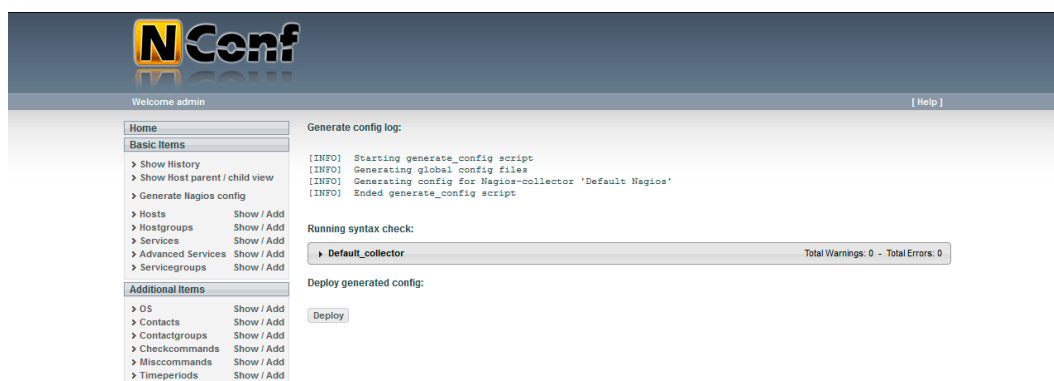 NConf
Welcome admin
[ Help ]
Home
Basic Items
Show History
Show Host parent / child view
Generate Nagios config
Hosts Show / Add
Hostgroups Show / Add
Services Show / Add
Advanced Services Show / Add
Servicegroups Show / Add
Additional Items
OS Show / Add
Contacts Show / Add
Contactgroups Show / Add
Checkcommands Show / Add
Misccommands Show / Add
Timeperiods Show / Add
Generate config log:
[INFO] Starting generate_config script
[INFO] Generating global config files
[INFO] Generating config for Nagios-collector 'Default Nagios'
[INFO] Ended generate_config script
Running syntax check:
Default_collector Total Warnings: 0 - Total Errors: 0
Deploy generated config:
Deploy